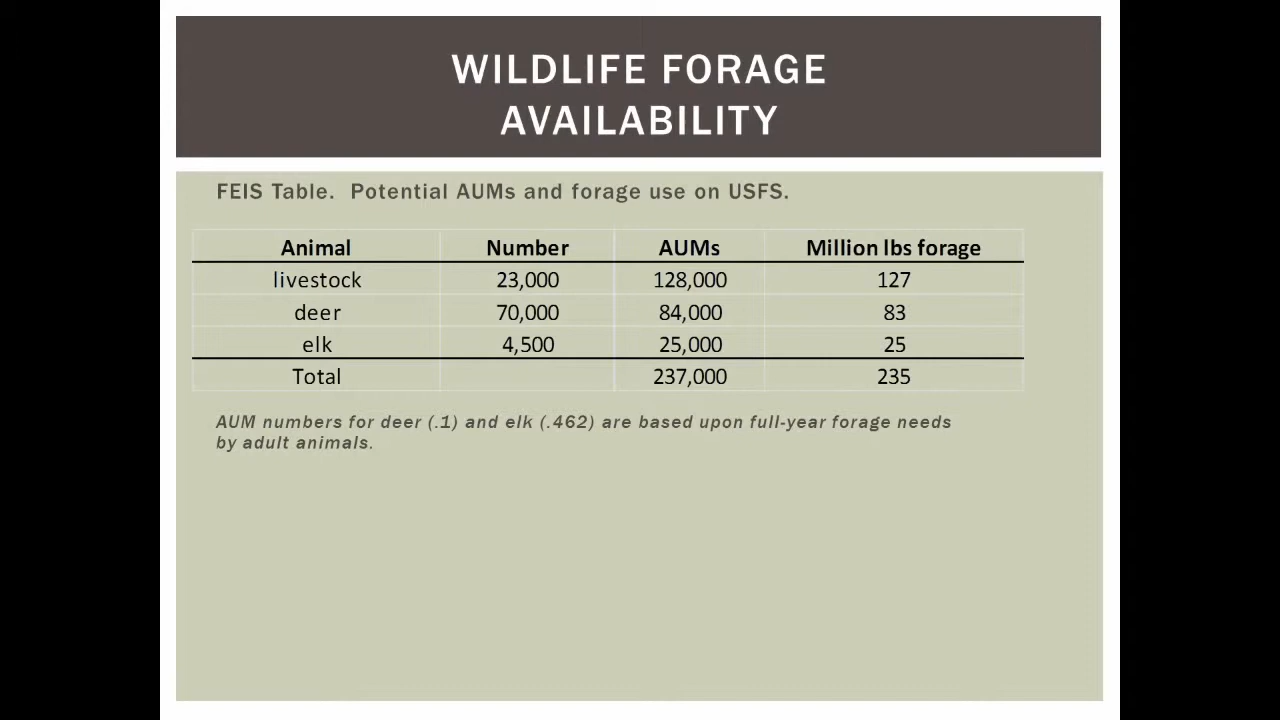 WILDLIFE FORAGE
AVAILABILITY
FEIS Table. Potential AUMs and forage use on USFS.
Animal Number AUMs Million lbs forage
livestock 23,000 128,000 127
deer 70,000 84,000 83
elk 4,500 25,000 25
Total 237,000 235
AUM numbers for deer (.1) and elk (.462) are based upon full-year forage needs
by adult animals.